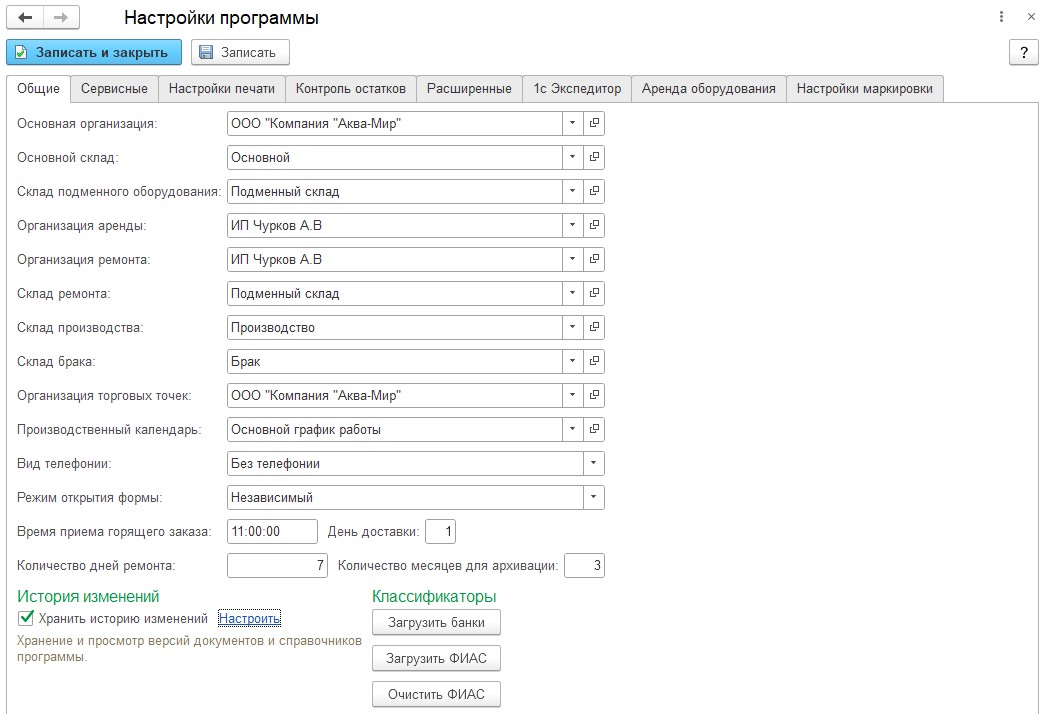 Настройки программы
Записать и закрыть Записать ?
Общие Сервисные Настройки печати Контроль остатков Расширенные 1с Экспедитор Аренда оборудования Настройки маркировки
Основная организация: ООО "Компания "Аква-Мир"
Основной склад: Основной
Склад подменного оборудования: Подменный склад
Организация аренды: ИП Чурков А.В
Организация ремонта: ИП Чурков А.В
Склад ремонта: Подменный склад
Склад производства: Производство
Склад брака: Брак
Организация торговых точек: ООО "Компания "Аква-Мир"
Производственный календарь: Основной график работы
Вид телефонии: Без телефонии
Режим открытия формы: Независимый
Время приема горящего заказа: 11:00:00 День доставки: 1
Количество дней ремонта: 7 Количество месяцев для архивации: 3
История изменений
Хранить историю изменений Настроить
Хранение и просмотр версий документов и справочников
программы.
Классификаторы
Загрузить банки
Загрузить ФИАС
Очистить ФИАС